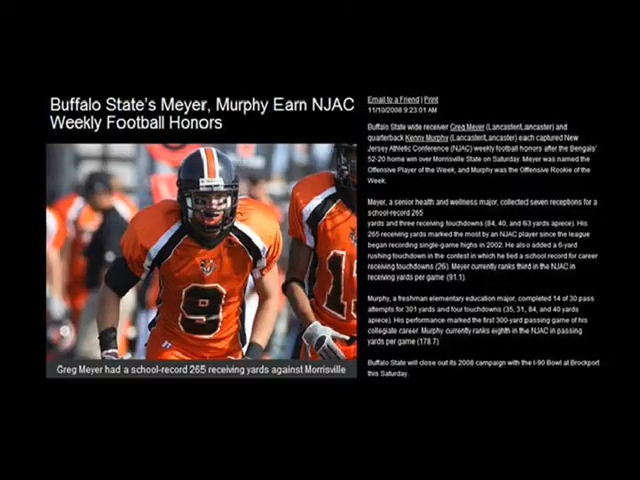 Buffalo State's Meyer, Murphy Earn NJAC
Weekly Football Honors
9
1
Greg Meyer had a school-record 265 receiving yards against Morrisville
Email to a Friend | Print
11/10/2008 9:23:01 AM
Buffalo State wide receiver Greg Meyer (Lancaster/Lancaster) and
quarterback Kenny Murphy (Lancaster/Lancaster) each captured New
Jersey Athletic Conference (NJAC) weekly football honors after the Bengals'
52-20 home win over Morrisville State on Saturday. Meyer was named the
Offensive Player of the Week, and Murphy was the Offensive Rookie of the
Week.
Meyer, a senior health and wellness major, collected seven receptions for a
school-record 265
yards and three receiving touchdowns (84, 40, and 63 yards apiece). His
265 receiving yards marked the most by an NJAC player since the league
began recording single-game highs in 2002. He also added a 6-yard
rushing touchdown in the contest in which he tied a school record for career
receiving touchdowns (26). Meyer currently ranks third in the NJAC in
receiving yards per game (91.1).
Murphy, a freshman elementary education major, completed 14 of 30 pass
attempts for 301 yards and four touchdowns (35, 31, 84, and 40 yards
apiece). His performance marked the first 300-yard passing game of his
collegiate career. Murphy currently ranks eighth in the NJAC in passing
yards per game (178.7)
Buffalo State will close out its 2008 campaign with the I-90 Bowl at Brockport
this Saturday.